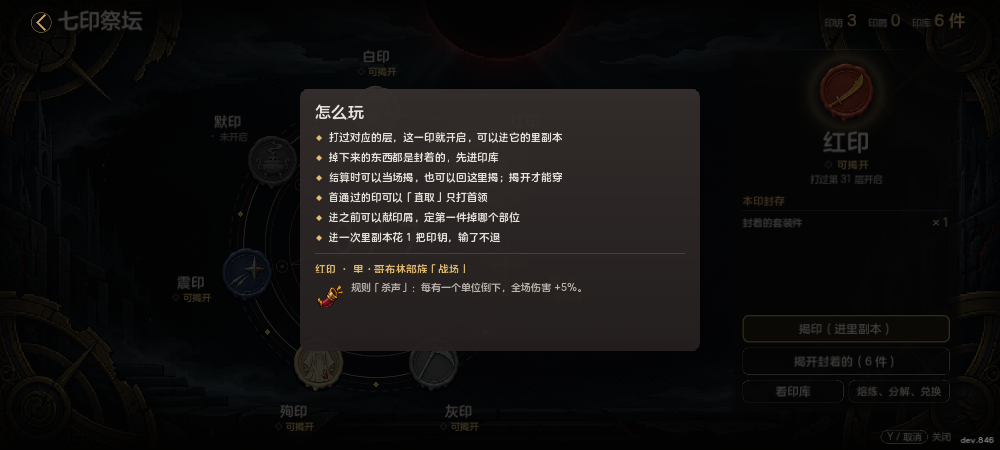 七印祭坛
印钥 3 印屑 0 印库 6 件
白印
◇ 可揭开
默印
· 未开启
红印
◇ 可揭开
打过第 31 层开启
本印封存
封着的套装件 × 1
怎么玩
打过对应的层，这一印就开启，可以进它的里副本
掉下来的东西都是封着的，先进印库
结算时可以当场揭，也可以回这里揭；揭开才能穿
首通过的印可以「直取」只打首领
进之前可以献印屑，定第一件掉哪个部位
进一次里副本花 1 把印钥，输了不退
红印 · 里·哥布林部族「战场」
规则「杀声」：每有一个单位倒下，全场伤害 +5%。
震印
◇ 可揭开
揭印（进里副本）
揭开封着的（6 件）
看印库
熔炼、分解、兑换
殉印
◇ 可揭开
灰印
◇ 可揭开
Y / 取消 关闭
dev.846